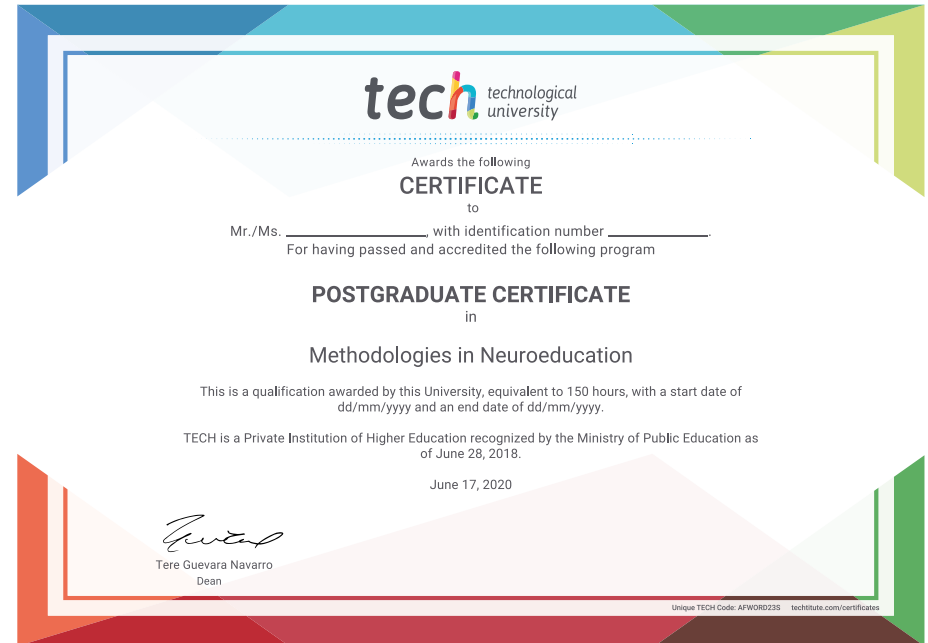 tech technological
university
Awards the following
CERTIFICATE
to
Mr./Ms. ____________________, with identification number ______________.
For having passed and accredited the following program
POSTGRADUATE CERTIFICATE
in
Methodologies in Neuroeducation
This is a qualification awarded by this University, equivalent to 150 hours, with a start date of
dd/mm/yyyy and an end date of dd/mm/yyyy.
TECH is a Private Institution of Higher Education recognized by the Ministry of Public Education as
of June 28, 2018.
June 17, 2020
Tere Guevara Navarro
Dean
Unique TECH Code: AFWORD23S techtitute.com/certificates